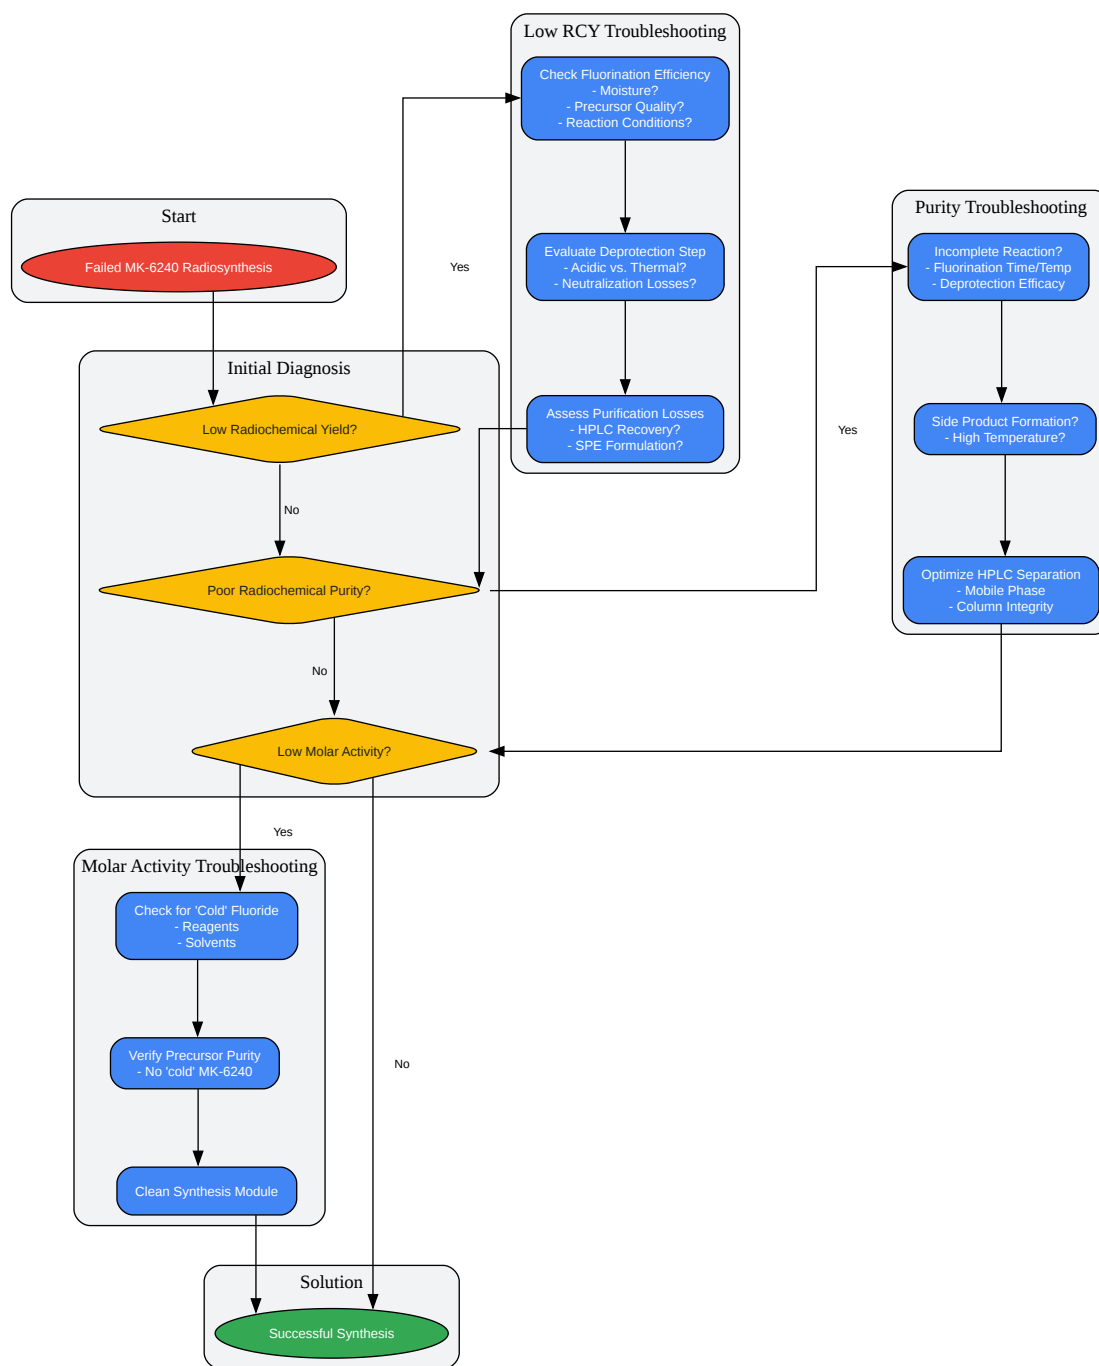 Low RCY Troubleshooting
Check Fluorination Efficiency
- Moisture?
- Precursor Quality?
- Reaction Conditions?
Evaluate Deprotection Step
- Acidic vs. Thermal?
- Neutralization Losses?
Assess Purification Losses
- HPLC Recovery?
- SPE Formulation?
Purity Troubleshooting
Incomplete Reaction?
- Fluorination Time/Temp
- Deprotection Efficacy
Side Product Formation?
- High Temperature?
Optimize HPLC Separation
- Mobile Phase
- Column Integrity
Start
Failed MK-6240 Radiosynthesis
Yes
Initial Diagnosis
Low Radiochemical Yield?
Yes
No
Poor Radiochemical Purity?
No
Low Molar Activity?
Yes
Molar Activity Troubleshooting
Check for 'Cold' Fluoride
- Reagents
- Solvents
Verify Precursor Purity
- No 'cold' MK-6240
No
Clean Synthesis Module
Solution
Successful Synthesis